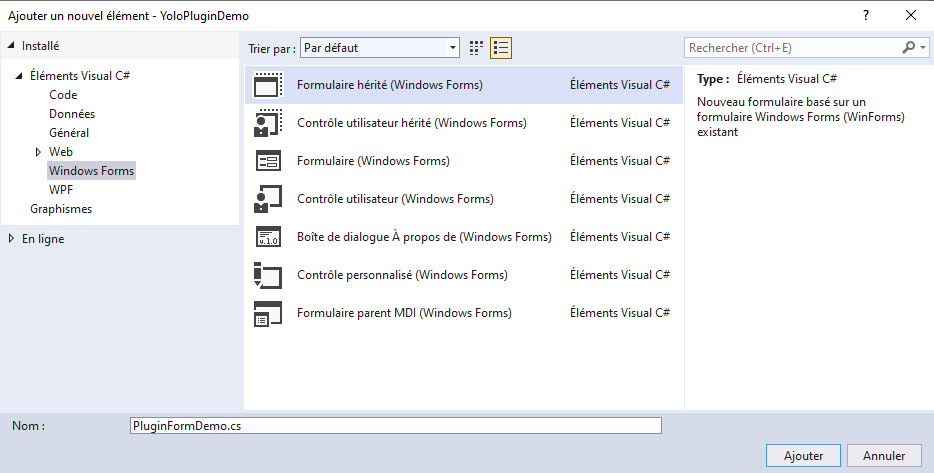 Ajouter un nouvel élément - YoloPluginDemo
?
Installé
Éléments Visual C#
Code
Données
Général
Web
Windows Forms
WPF
Graphismes
En ligne
Trier par : Par défaut
Formulaire hérité (Windows Forms) Éléments Visual C#
Contrôle utilisateur hérité (Windows Forms) Éléments Visual C#
Formulaire (Windows Forms) Éléments Visual C#
Contrôle utilisateur (Windows Forms) Éléments Visual C#
v.1.0 Boîte de dialogue À propos de (Windows Forms) Éléments Visual C#
Contrôle personnalisé (Windows Forms) Éléments Visual C#
Formulaire parent MDI (Windows Forms) Éléments Visual C#
Rechercher (Ctrl+E)
Type : Éléments Visual C#
Nouveau formulaire basé sur un
formulaire Windows Forms (WinForms)
existant
Nom : PluginFormDemo.cs
Ajouter Annuler